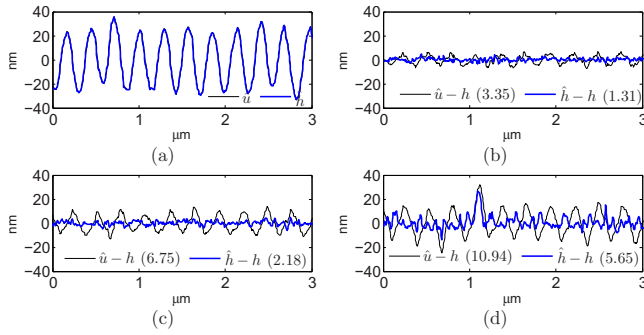 40
20
0
−20
−40
nm
u h
0 1 2 3
μm
(a)
40
20
0
−20
−40
nm
û − h (3.35) ĥ − h (1.31)
0 1 2 3
μm
(b)
40
20
0
−20
−40
nm
û − h (6.75) ĥ − h (2.18)
0 1 2 3
μm
(c)
40
20
0
−20
−40
nm
û − h (10.94) ĥ − h (5.65)
0 1 2 3
μm
(d)